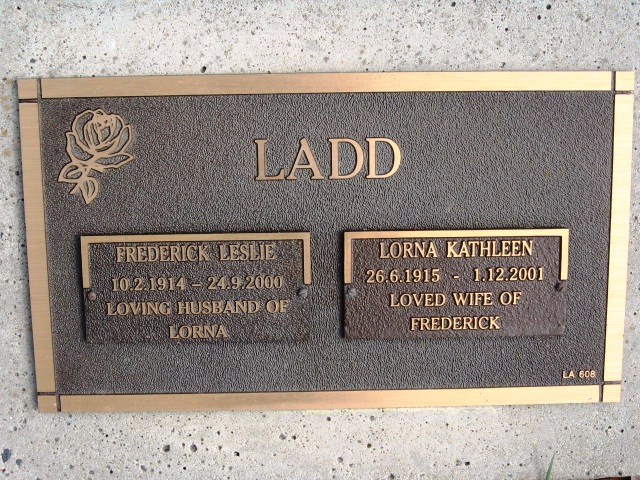 LADD
FREDERICK LESLIE
10.2.1914 – 24.9.2000
LOVING HUSBAND OF
LORNA
LORNA KATHLEEN
26.6.1915 - 1.12.2001
LOVED WIFE OF
FREDERICK
LA 608